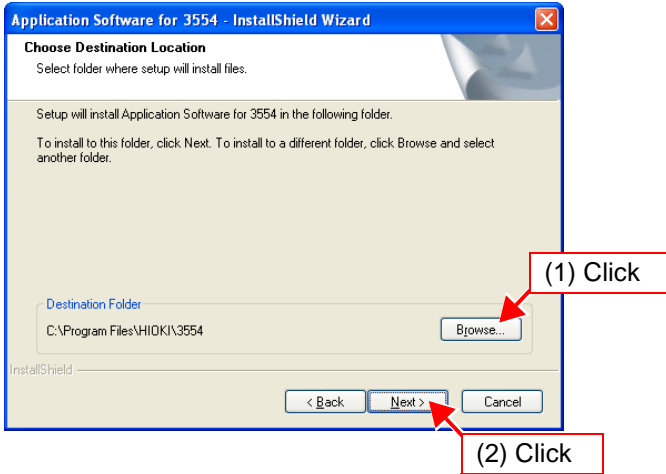 Application Software for 3554 - InstallShield Wizard
Choose Destination Location
Select folder where setup will install files.
Setup will install Application Software for 3554 in the following folder.
To install to this folder, click Next. To install to a different folder, click Browse and select
another folder.
(1) Click
Destination Folder
C:\Program Files\HIOKI\3554
Browse...
InstallShield
< Back
Next >
Cancel
(2) Click